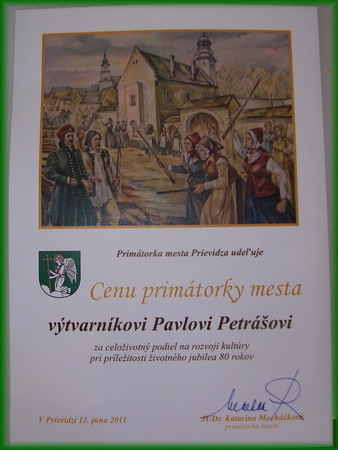 Primátorka mesta Prievidza udeľuje
Cenu primátorky mesta
výtvarníkovi Pavlovi Petrášovi
za celoživotný podiel na rozvoji kultúry
pri príležitosti životného jubilea 80 rokov
V Prievidzi 12. júna 2011
JUDr. Katarína Macháčková
primátorka mesta